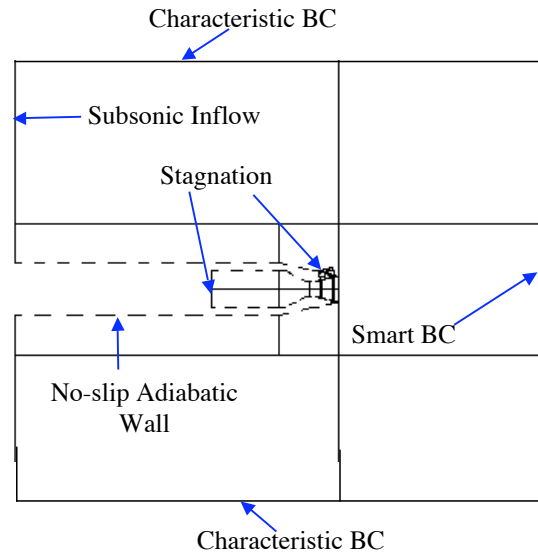 Characteristic BC
Subsonic Inflow
Stagnation
Smart BC
No-slip Adiabatic
Wall
Characteristic BC